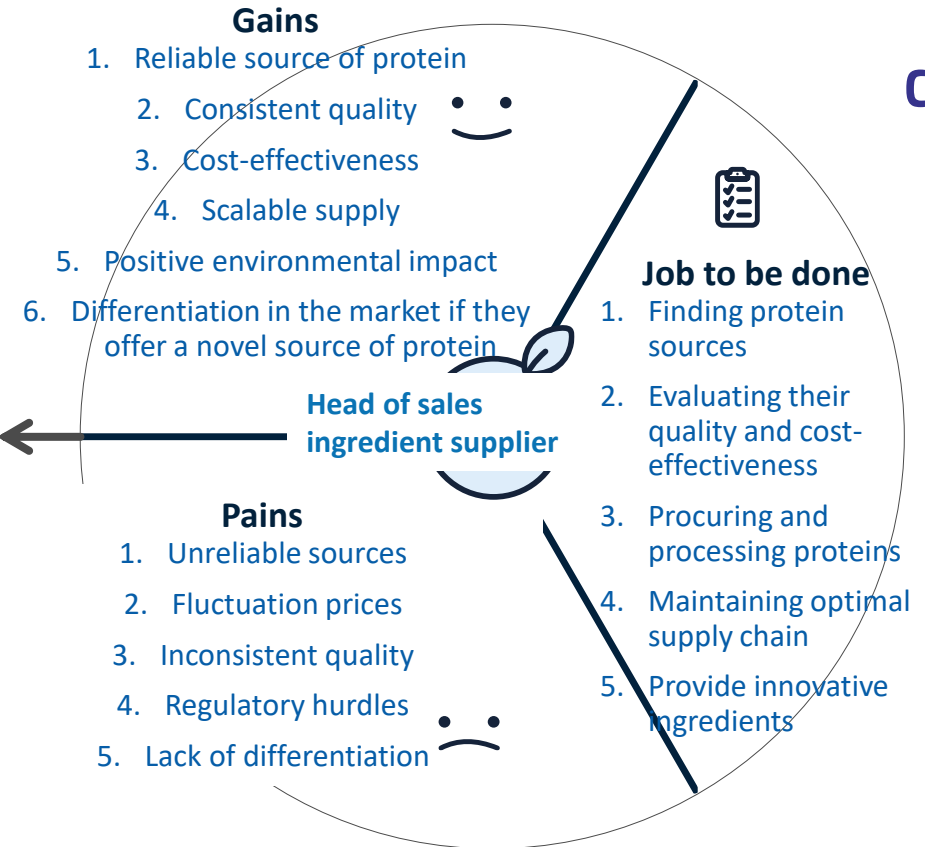 Gains
1. Reliable source of protein
2. Consistent quality
3. Cost-effectiveness
4. Scalable supply
5. Positive environmental impact
6. Differentiation in the market if they
offer a novel source of protein
Head of sales
ingredient supplier
Pains
1. Unreliable sources
2. Fluctuation prices
3. Inconsistent quality
4. Regulatory hurdles
5. Lack of differentiation
Job to be done
1. Finding protein
sources
2. Evaluating their
quality and cost-
effectiveness
3. Procuring and
processing proteins
4. Maintaining optimal
supply chain
5. Provide innovative
ingredients